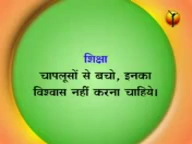 शिक्षा
चापलूसों से बचो, इनका
विश्वास नहीं करना चाहिये।